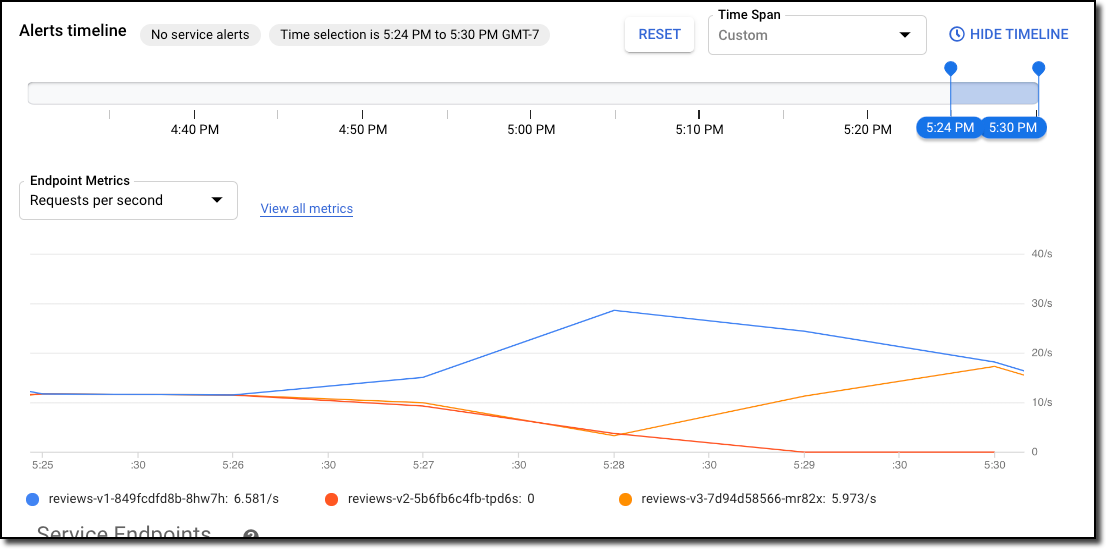 Alerts timeline No service alerts Time selection is 5:24 PM to 5:30 PM GMT-7 RESET Time Span Custom HIDE TIMELINE
4:40 PM 4:50 PM 5:00 PM 5:10 PM 5:20 PM 5:24 PM 5:30 PM
Endpoint Metrics
Requests per second View all metrics
40/s
30/s
20/s
10/s
0
5:25 :30 5:26 :30 5:27 :30 5:28 :30 5:29 :30 5:30
reviews-v1-849fcdfd8b-8hw7h: 6.581/s reviews-v2-5b6fb6c4fb-tpd6s: 0 reviews-v3-7d94d58566-mr82x: 5.973/s
Service Endpoints ?